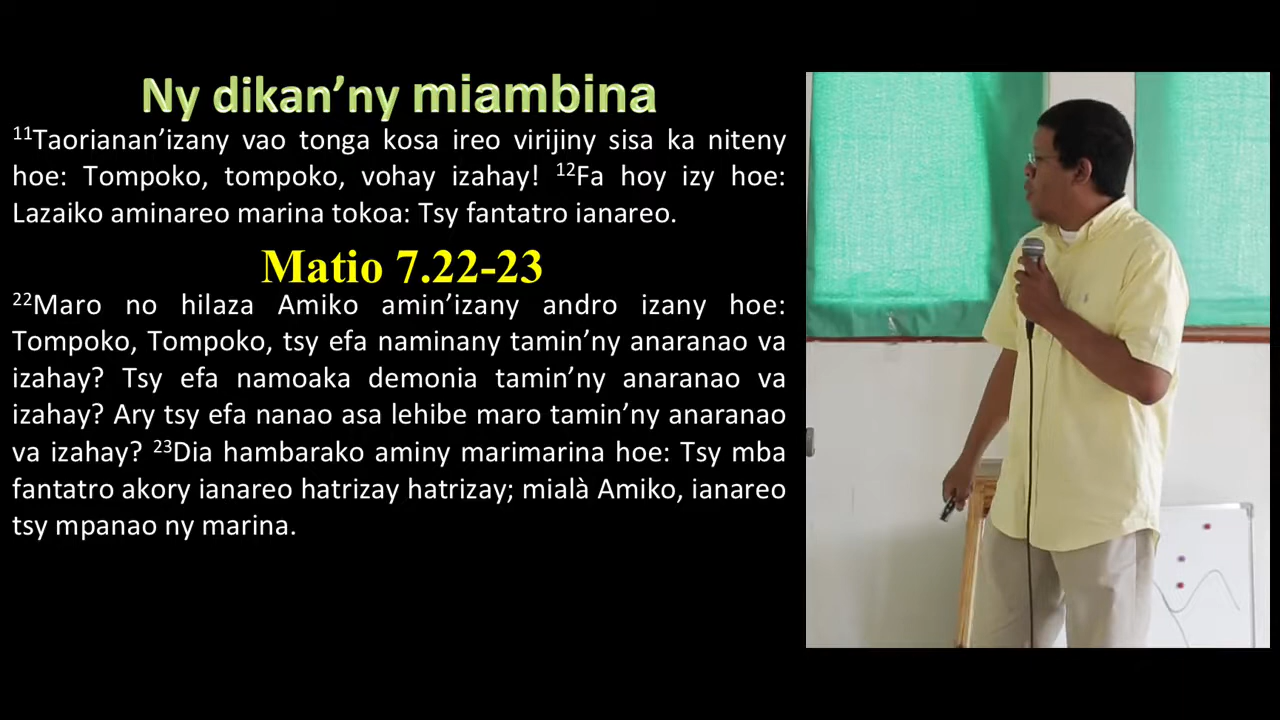 Ny dikan’ny miambina
¹¹Taorianan’izany vao tonga kosa ireo virijiny sisa ka niteny
hoe: Tompoko, tompoko, vohay izahay! ¹²Fa hoy izy hoe:
Lazaiko aminareo marina tokoa: Tsy fantatro ianareo.
Matio 7.22-23
²²Maro no hilaza Amiko amin’izany andro izany hoe:
Tompoko, Tompoko, tsy efa naminany tamin’ny anaranao va
izahay? Tsy efa namoaka demonia tamin’ny anaranao va
izahay? Ary tsy efa nanao asa lehibe maro tamin’ny anaranao
va izahay? ²³Dia hambarako aminy marimarina hoe: Tsy mba
fantatro akory ianareo hatrizay hatrizay; mialà Amiko, ianareo
tsy mpanao ny marina.